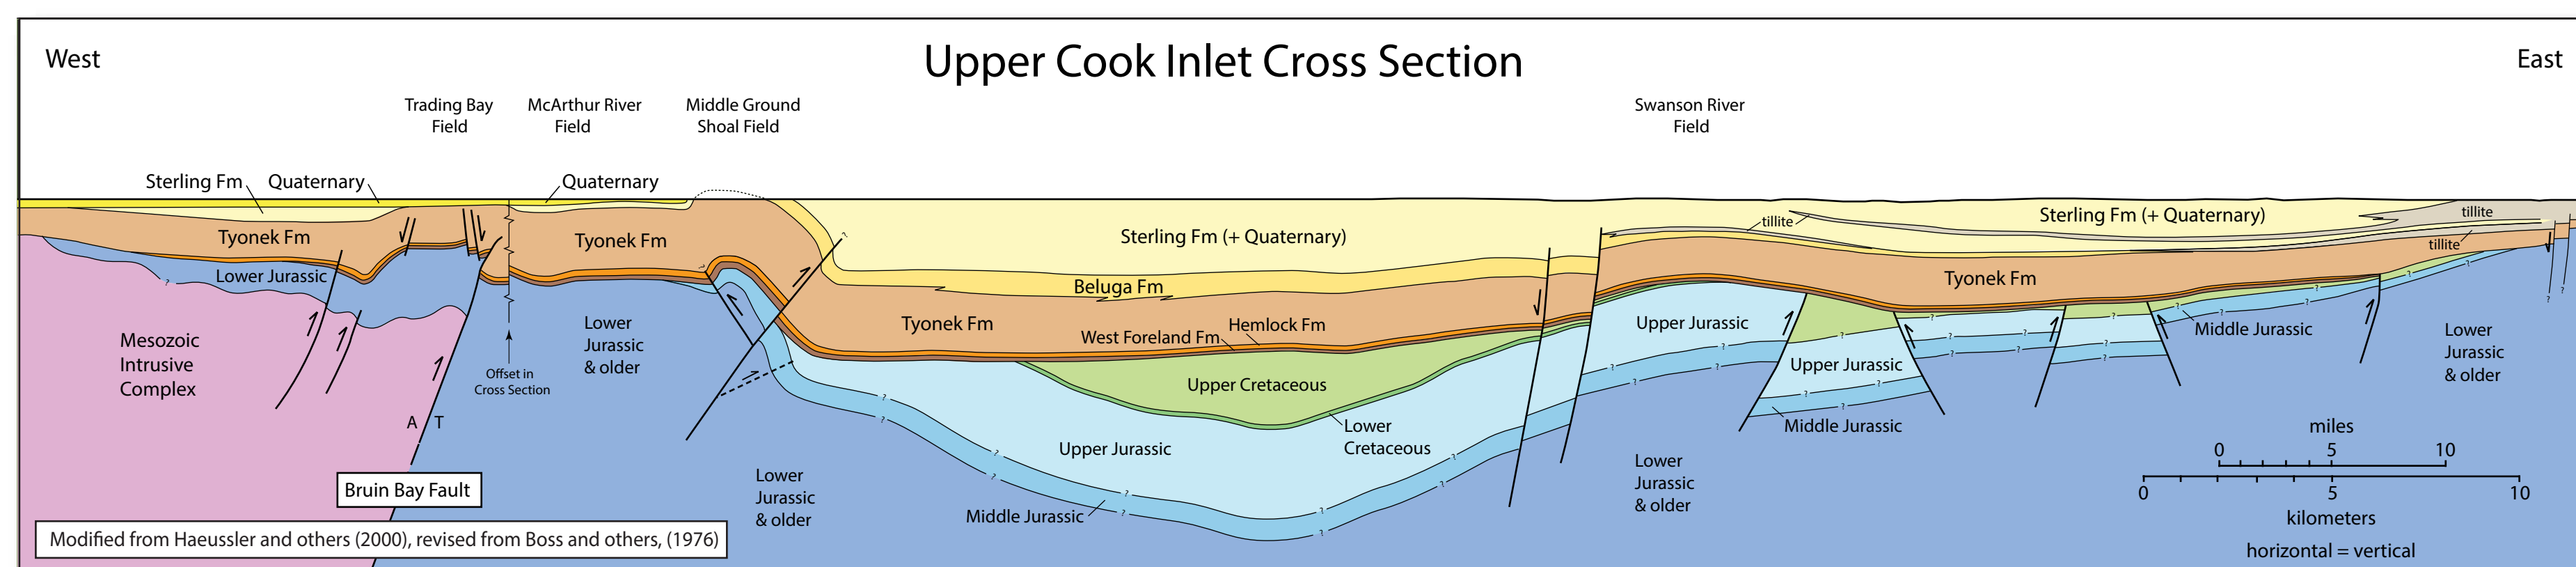 Upper Cook Inlet Cross Section
West
East
Trading Bay
Field
McArthur River
Field
Middle Ground
Shoal Field
Swanson River
Field
Sterling Fm
Quaternary
Quaternary
Tyonek Fm
Tyonek Fm
Sterling Fm (+ Quaternary)
tillite
Sterling Fm (+ Quaternary)
tillite
tillite
Lower Jurassic
Beluga Fm
Tyonek Fm
Tyonek Fm
West Foreland Fm
Hemlock Fm
Mesozoic
Intrusive
Complex
Lower
Jurassic
& older
Offset in
Cross Section
A T
Upper Cretaceous
Lower
Cretaceous
Upper Jurassic
Upper Jurassic
Upper Jurassic
Middle Jurassic
Middle Jurassic
Middle Jurassic
Lower
Jurassic
& older
Lower
Jurassic
& older
Lower
Jurassic
& older
Bruin Bay Fault
Modified from Haeussler and others (2000), revised from Boss and others, (1976)
miles
0 5 10
0 5 10
kilometers
horizontal = vertical